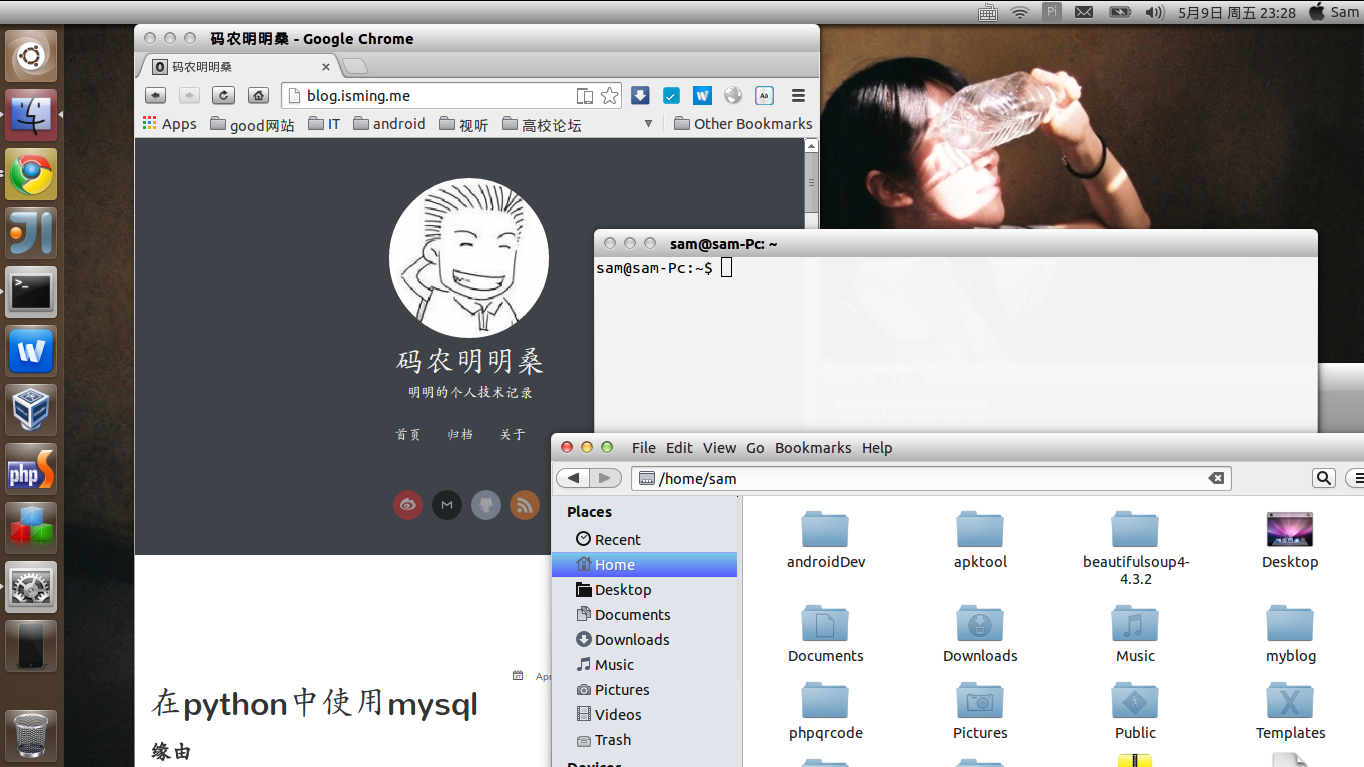 Pi
5月9日 周五 23:28
Sam
码农明明桑 - Google Chrome
码农明明桑
blog.isming.me
W
Aa
Apps
good网站
IT
android
视听
高校论坛
Other Bookmarks
码农明明桑
明明的个人技术记录
首页 归档 关于
Apr
在python中使用mysql
缘由
sam@sam-Pc: ~
sam@sam-Pc:~$
Details
File Edit View Go Bookmarks Help
/home/sam
Places
Recent
Home
Desktop
Documents
Downloads
Music
Pictures
Videos
Trash
Devices
androidDev
apktool
beautifulsoup4-
4.3.2
Desktop
Documents
Downloads
Music
myblog
phpqrcode
Pictures
Public
Templates
JI
>_
W
php